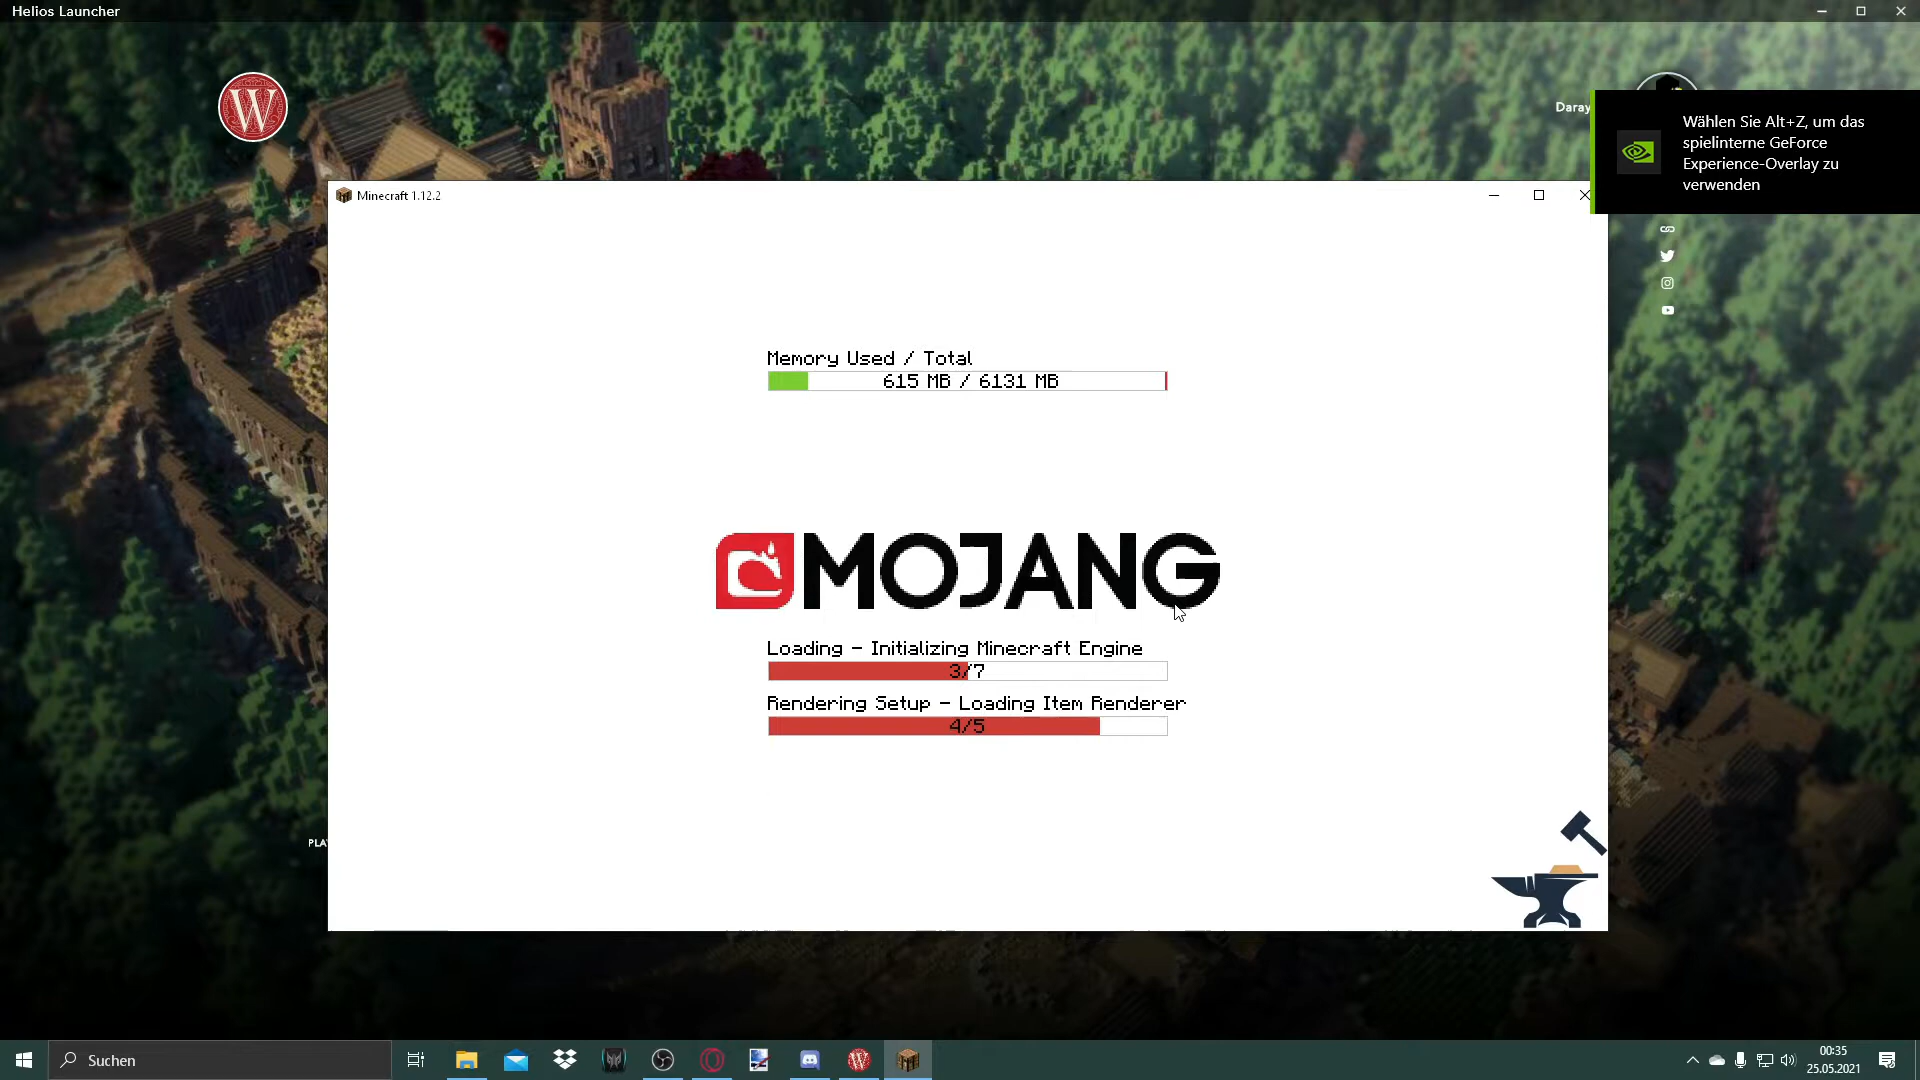 Helios Launcher
W
Daray
Wählen Sie Alt+Z, um das
spielinterne GeForce
Experience-Overlay zu
verwenden
Minecraft 1.12.2
Memory Used / Total
615 MB / 6131 MB
MOJANG
Loading - Initializing Minecraft Engine
3/7
Rendering Setup - Loading Item Renderer
4/5
PLA
Suchen
00:35
25.05.2021